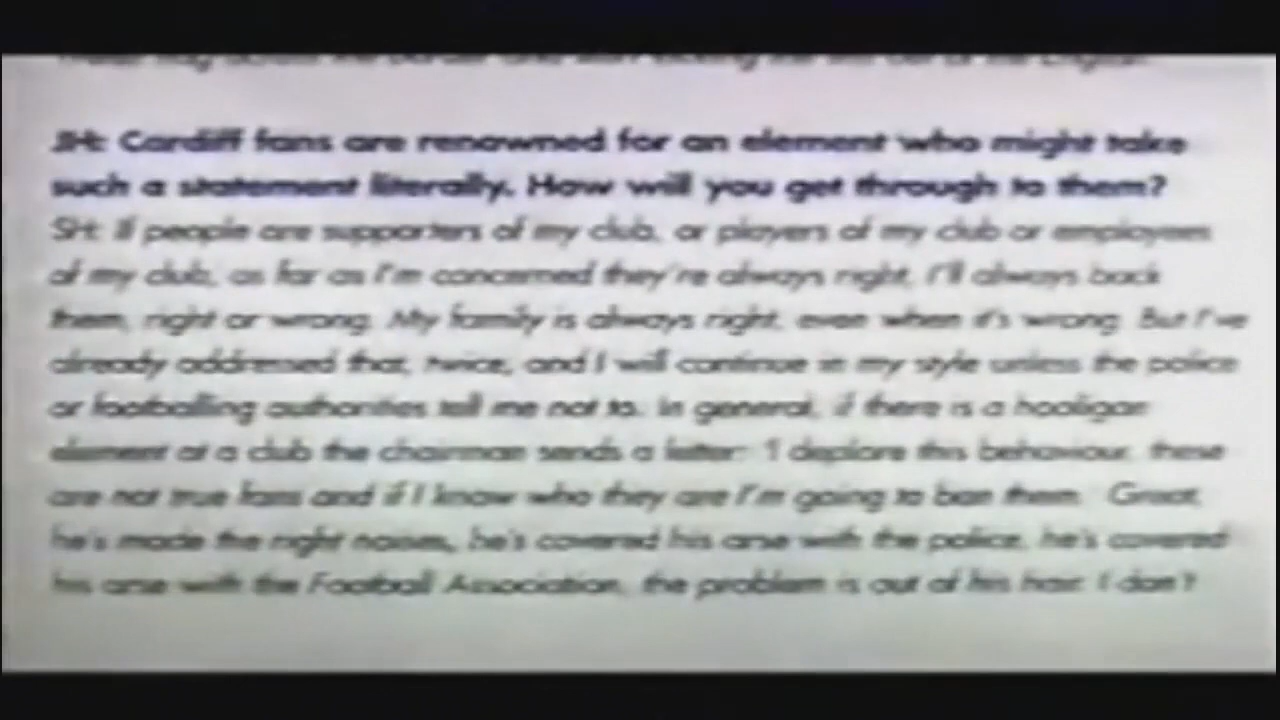 JH: Cardiff fans are renowned for an element who might take
such a statement literally. How will you get through to them?
SH: If people are supporters of my club, or players of my club or employees
of my club, as far as I'm concerned they're always right, I'll always back
them, right or wrong. My family is always right, even when it's wrong. But I've
already addressed that, twice, and I will continue in my style unless the police
or footballing authorities tell me not to. In general, if there is a hooligan
element at a club the chairman sends a letter: 'I deplore this behaviour, these
are not true fans and if I know who they are I'm going to ban them.' Great,
he's made the right noises, he's covered his arse with the police, he's covered
his arse with the Football Association, the problem is out of his hair. I don't